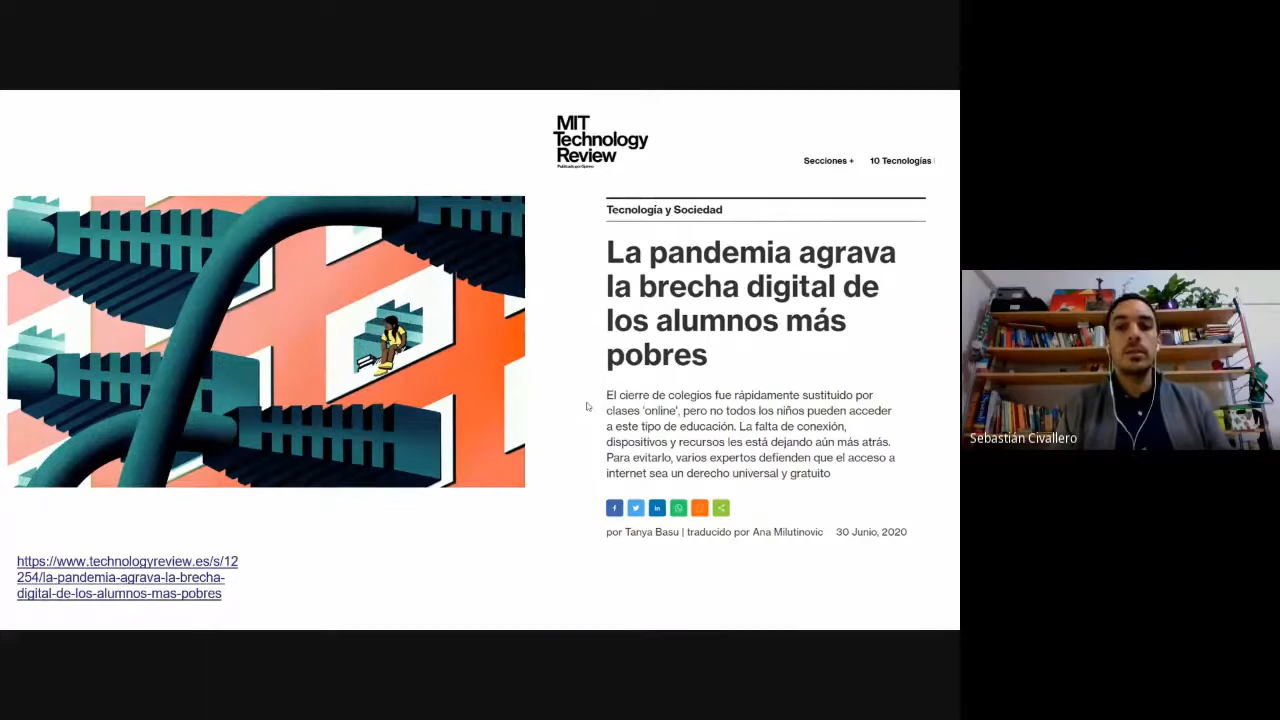 MIT
Technology
Review
Publicado por Opinno
Secciones +
10 Tecnologías
Tecnología y Sociedad
La pandemia agrava
la brecha digital de
los alumnos más
pobres
El cierre de colegios fue rápidamente sustituido por
clases 'online', pero no todos los niños pueden acceder
a este tipo de educación. La falta de conexión,
dispositivos y recursos les está dejando aún más atrás.
Para evitarlo, varios expertos defienden que el acceso a
internet sea un derecho universal y gratuito
por Tanya Basu | traducido por Ana Milutinovic 30 Junio, 2020
https://www.technologyreview.es/s/12
254/la-pandemia-agrava-la-brecha-
digital-de-los-alumnos-mas-pobres
Sebastián Civallero